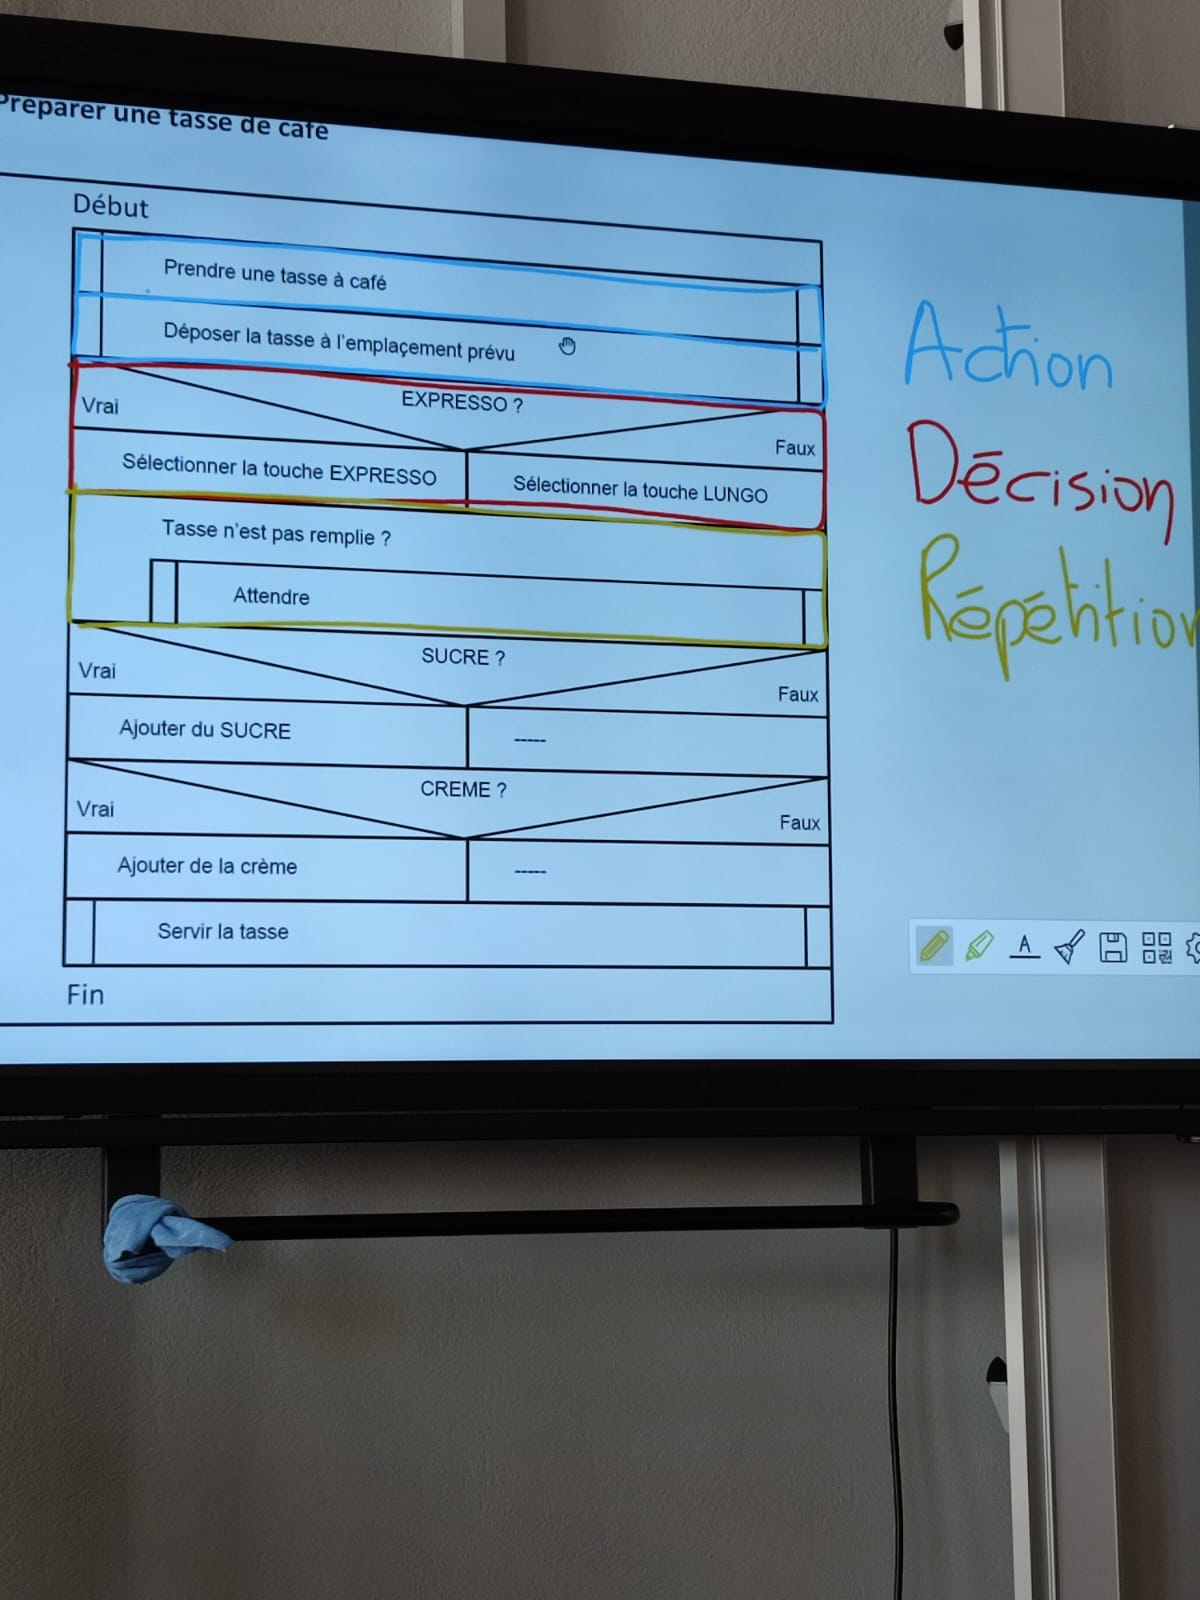 Préparer une tasse de café
Début
Prendre une tasse à café
Déposer la tasse à l'emplaçement prévu
EXPRESSO ?
Vrai
Faux
Sélectionner la touche EXPRESSO
Sélectionner la touche LUNGO
Tasse n'est pas remplie ?
Attendre
SUCRE ?
Vrai
Faux
Ajouter du SUCRE
-----
CREME ?
Vrai
Faux
Ajouter de la crème
-----
Servir la tasse
Fin
Action
Décision
Répétition
A